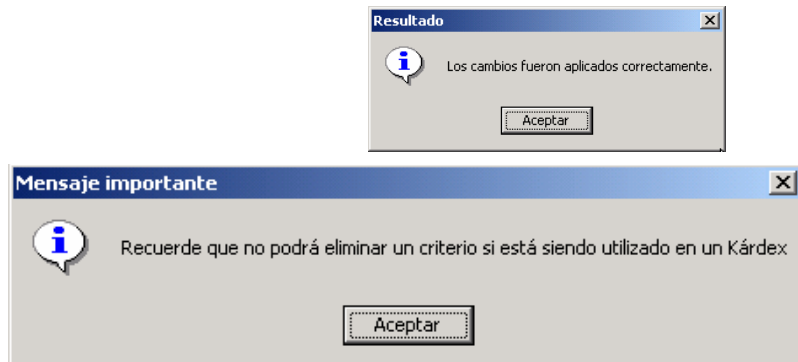 Resultado
Los cambios fueron aplicados correctamente.
Aceptar
Mensaje importante
Recuerde que no podrá eliminar un criterio si está siendo utilizado en un Kárdex
Aceptar